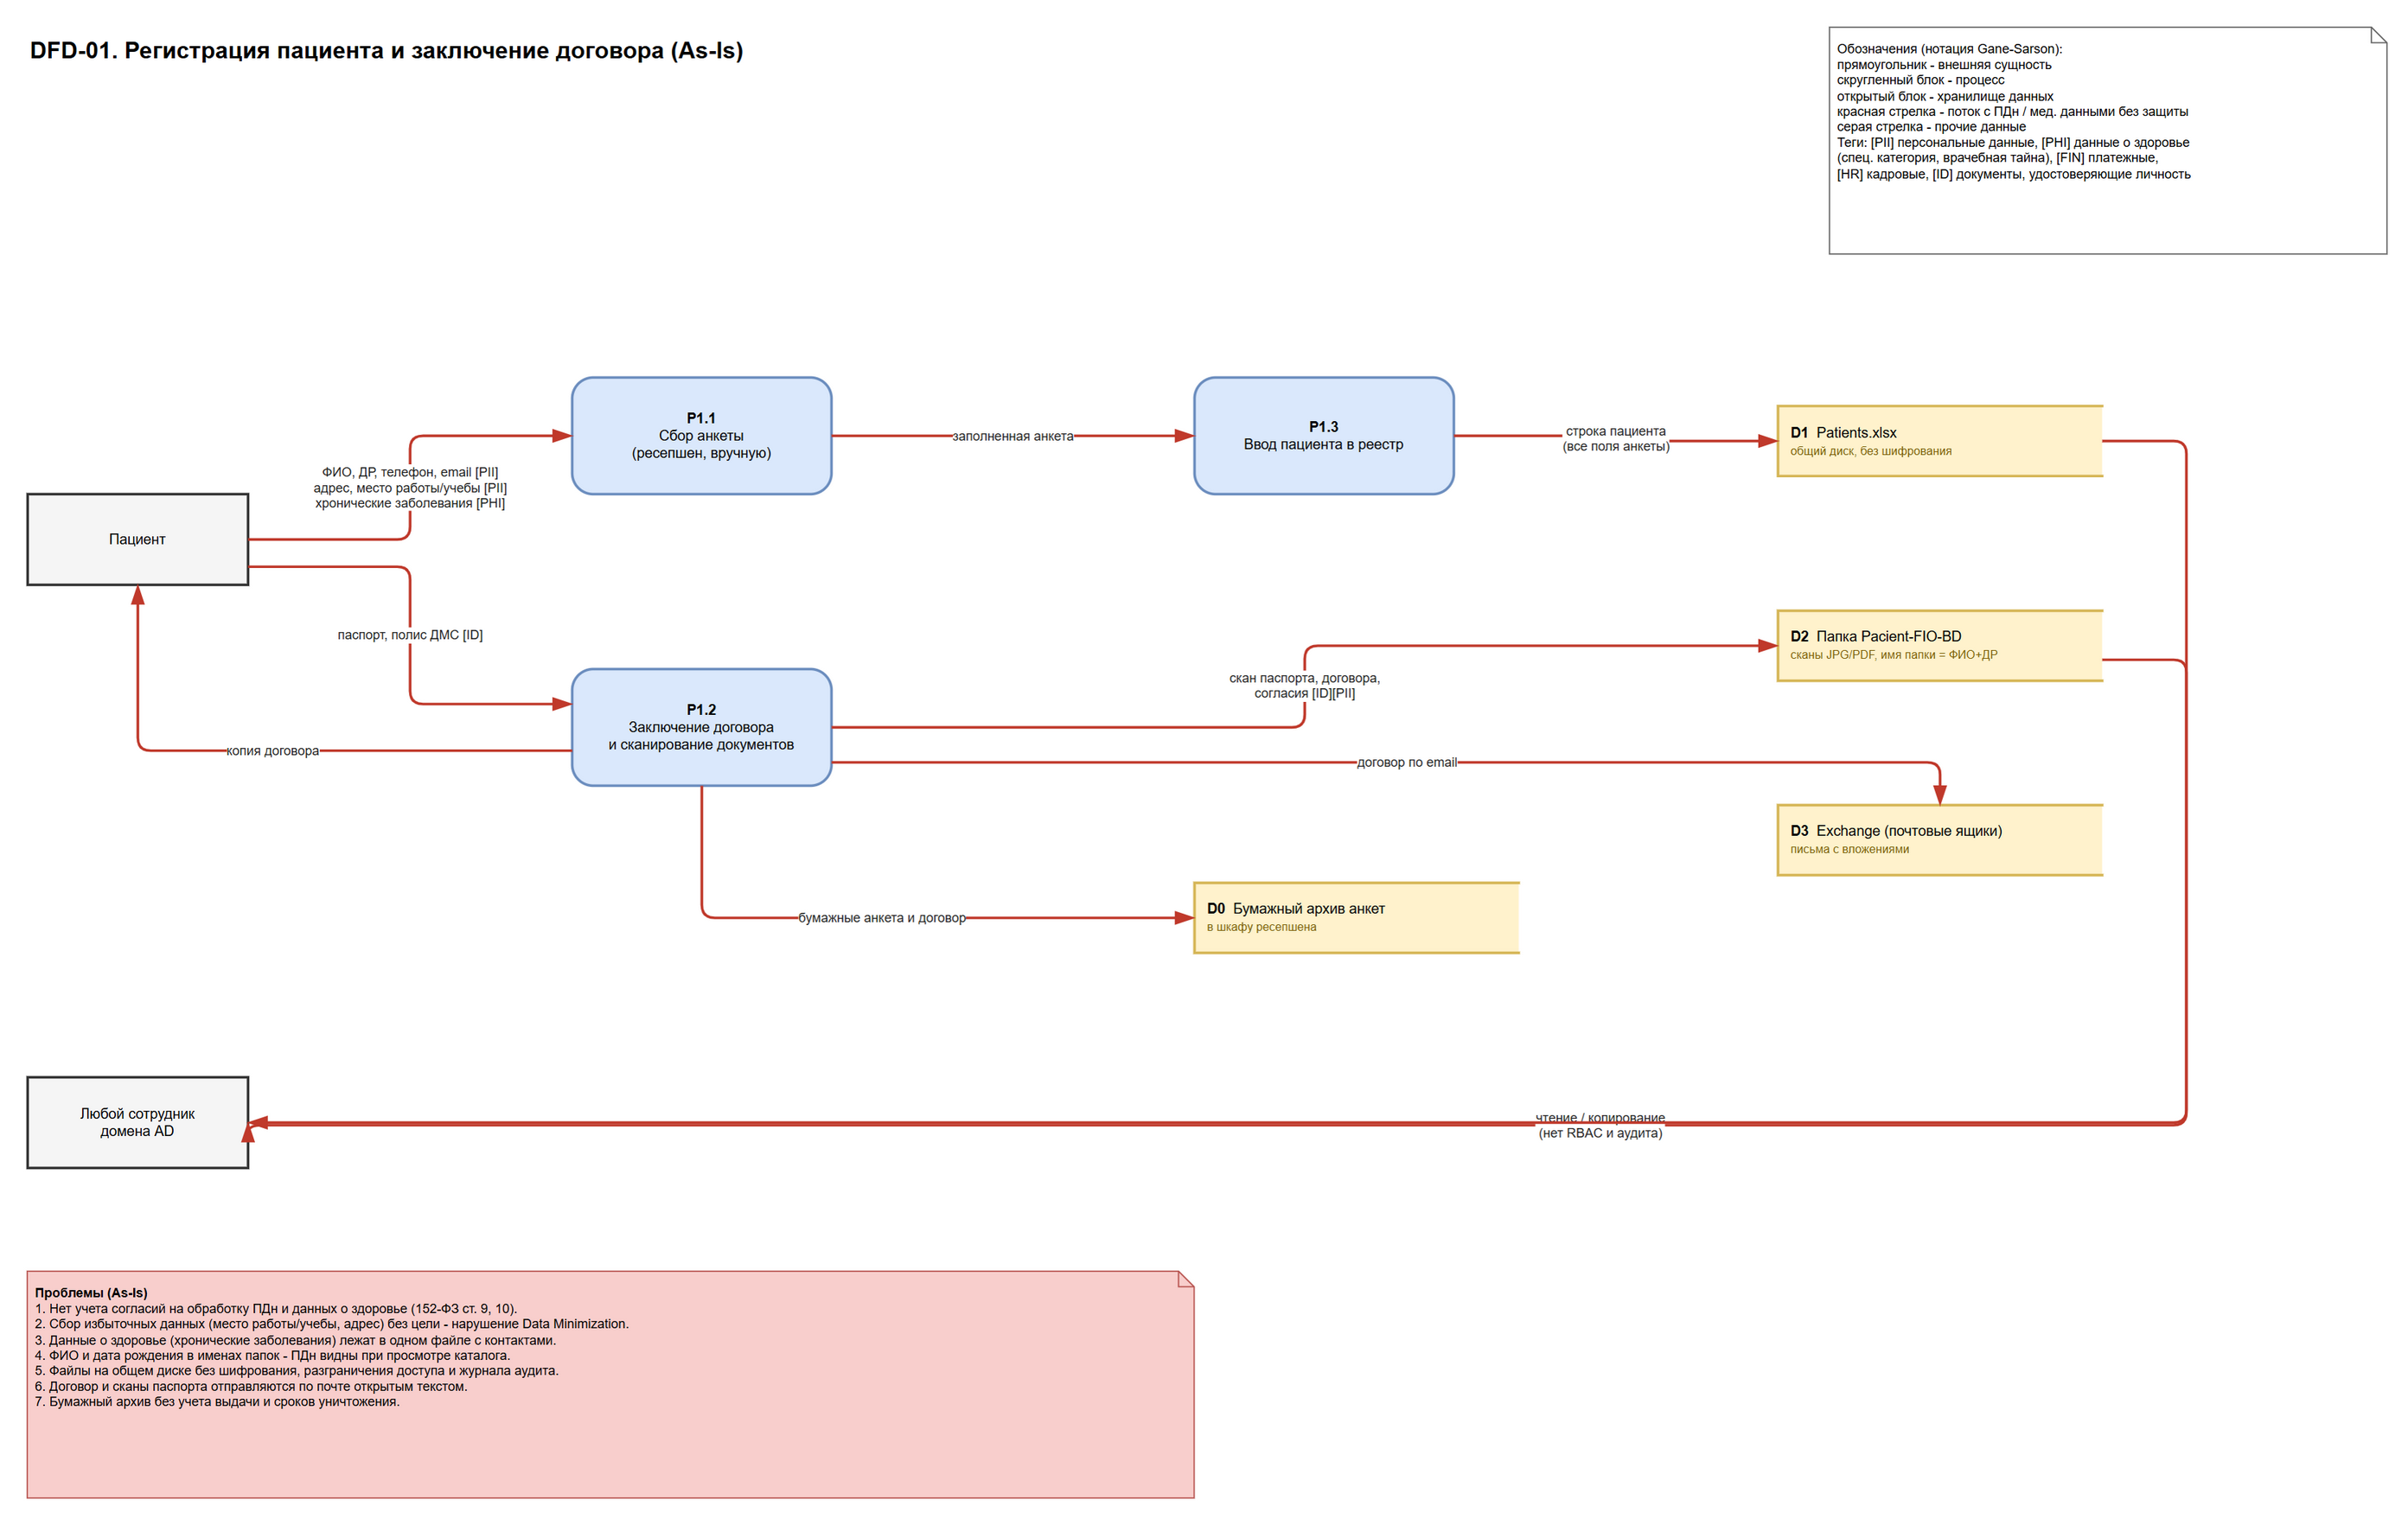 DFD-01. Регистрация пациента и заключение договора (As-Is)
Обозначения (нотация Gane-Sarson):
прямоугольник - внешняя сущность
скругленный блок - процесс
открытый блок - хранилище данных
красная стрелка - поток с ПДн / мед. данными без защиты
серая стрелка - прочие данные
Теги: [PII] персональные данные, [PHI] данные о здоровье
(спец. категория, врачебная тайна), [FIN] платежные,
[HR] кадровые, [ID] документы, удостоверяющие личность
P1.1
Сбор анкеты
(ресепшен, вручную)
заполненная анкета
P1.3
Ввод пациента в реестр
строка пациента
(все поля анкеты)
D1 Patients.xlsx
общий диск, без шифрования
ФИО, ДР, телефон, email [PII]
адрес, место работы/учебы [PII]
хронические заболевания [PHI]
Пациент
паспорт, полис ДМС [ID]
D2 Папка Pacient-FIO-BD
сканы JPG/PDF, имя папки = ФИО+ДР
скан паспорта, договора,
согласия [ID][PII]
P1.2
Заключение договора
и сканирование документов
копия договора
договор по email
D3 Exchange (почтовые ящики)
письма с вложениями
бумажные анкета и договор
D0 Бумажный архив анкет
в шкафу ресепшена
Любой сотрудник
домена AD
чтение / копирование
(нет RBAC и аудита)
Проблемы (As-Is)
1. Нет учета согласий на обработку ПДн и данных о здоровье (152-ФЗ ст. 9, 10).
2. Сбор избыточных данных (место работы/учебы, адрес) без цели - нарушение Data Minimization.
3. Данные о здоровье (хронические заболевания) лежат в одном файле с контактами.
4. ФИО и дата рождения в именах папок - ПДн видны при просмотре каталога.
5. Файлы на общем диске без шифрования, разграничения доступа и журнала аудита.
6. Договор и сканы паспорта отправляются по почте открытым текстом.
7. Бумажный архив без учета выдачи и сроков уничтожения.